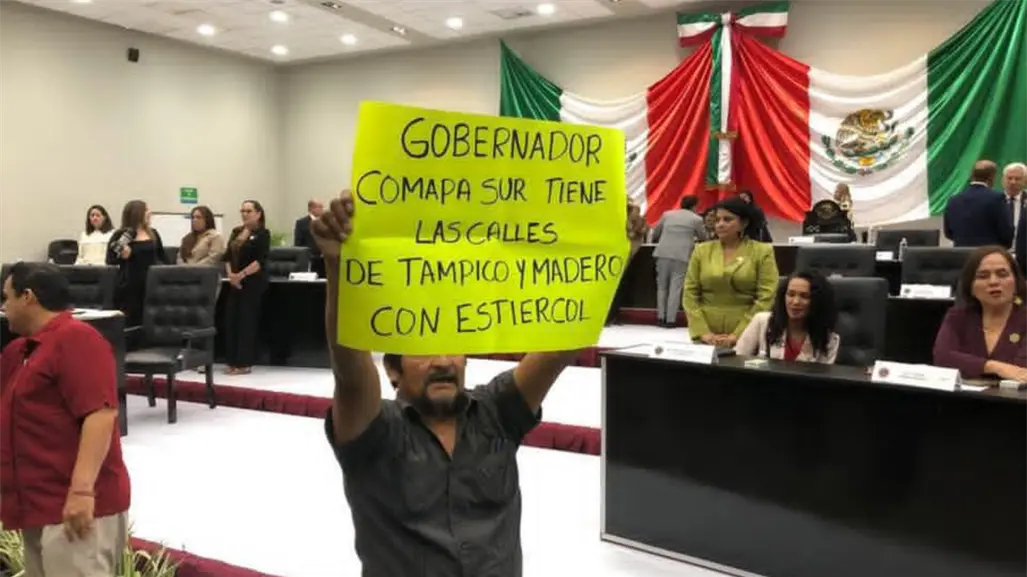 GOBERNADOR
COMAPA SUR TIENE
LAS CALLES
DE TAMPICO Y MADERO
CON ESTIERCOL